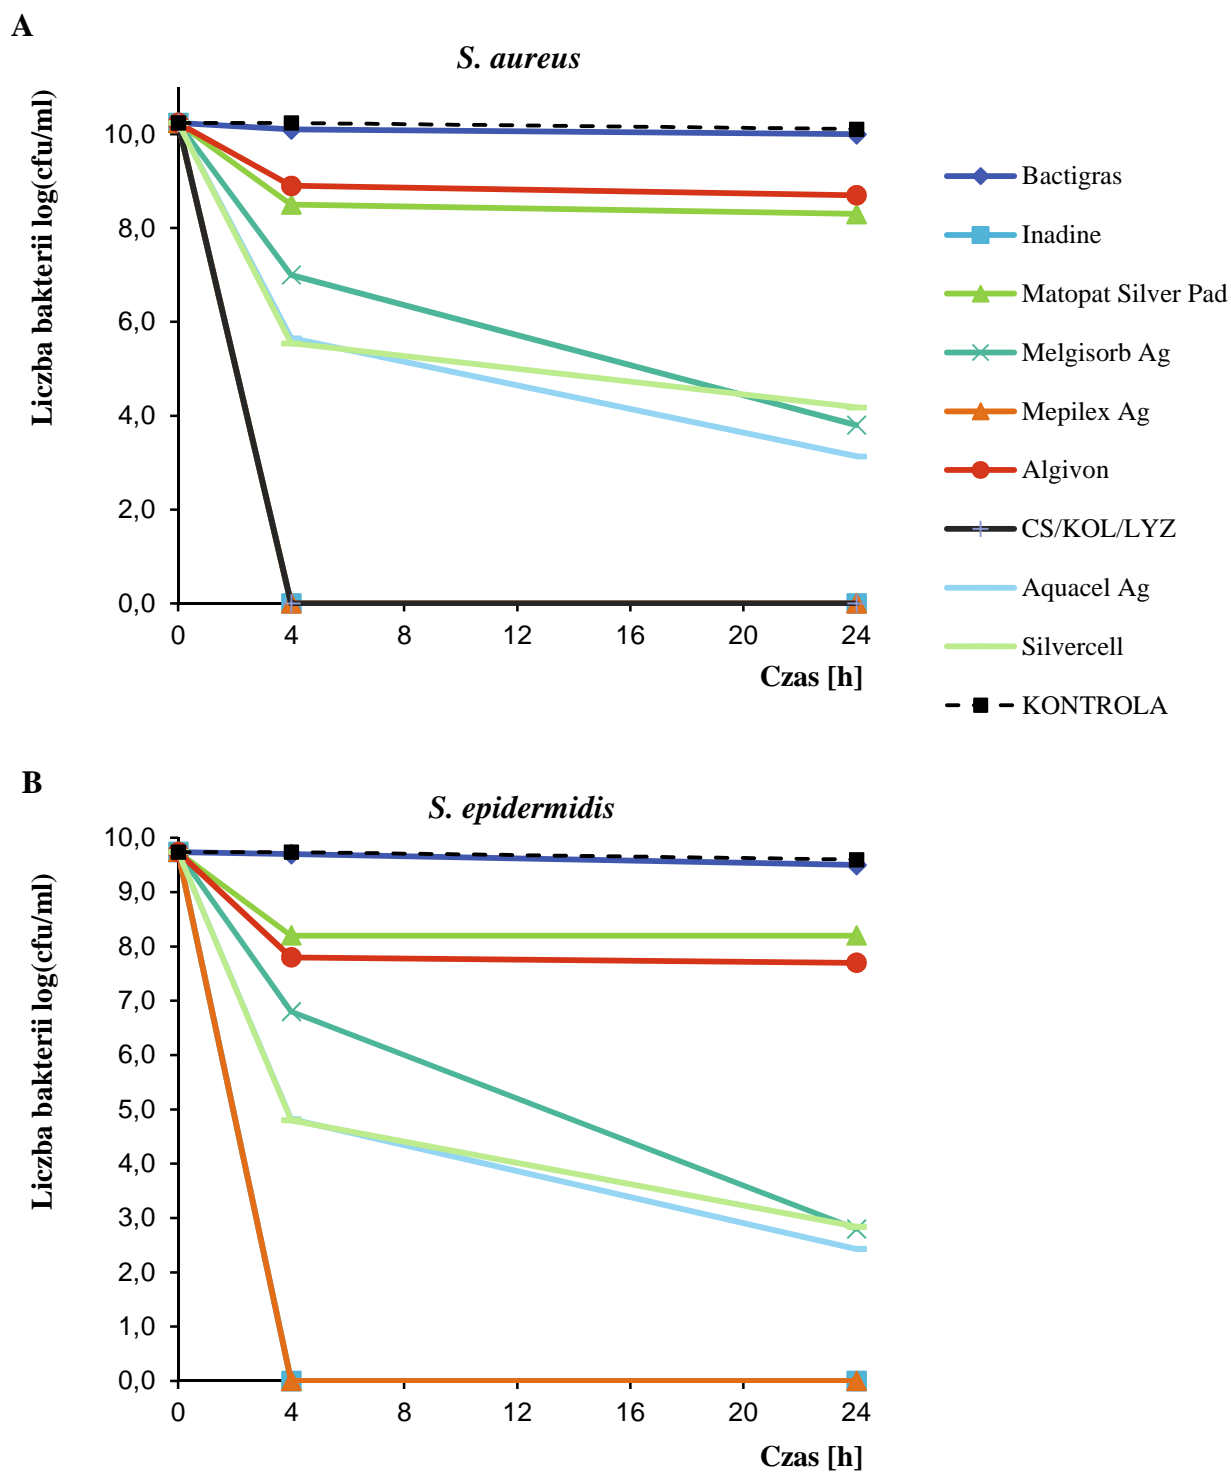 A
S. aureus
Liczba bakterii log(cfu/ml)
10,0
8,0
6,0
4,0
2,0
0,0
0 4 8 12 16 20 24
Czas [h]
Bactigras
Inadine
Matopat Silver Pad
Melgisorb Ag
Mepilex Ag
Algivon
CS/KOL/LYZ
Aquacel Ag
Silvercell
KONTROLA
B
S. epidermidis
Liczba bakterii log(cfu/ml)
10,0
9,0
8,0
7,0
6,0
5,0
4,0
3,0
2,0
1,0
0,0
0 4 8 12 16 20 24
Czas [h]